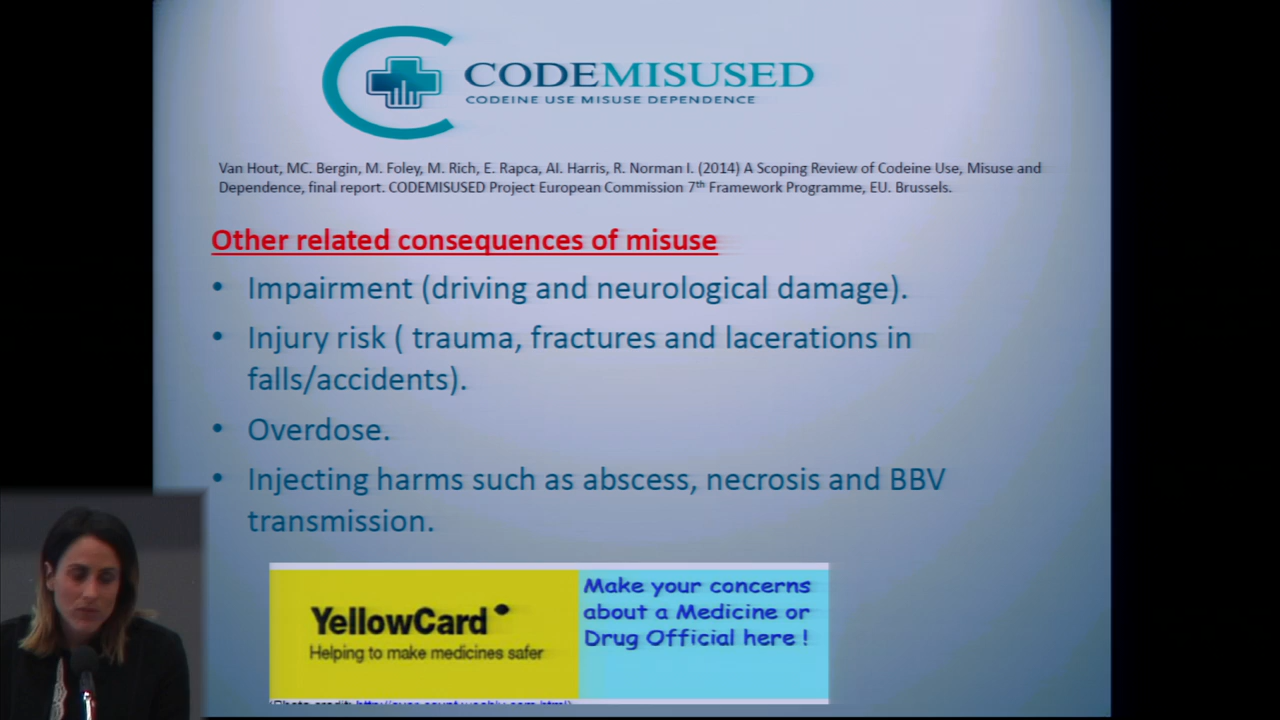 CODEMISUSED
CODEINE USE MISUSE DEPENDENCE
Van Hout, MC. Bergin, M. Foley, M. Rich, E. Rapca, AI. Harris, R. Norman I. (2014) A Scoping Review of Codeine Use, Misuse and
Dependence, final report. CODEMISUSED Project European Commission 7th Framework Programme, EU. Brussels.
Other related consequences of misuse
• Impairment (driving and neurological damage).
• Injury risk ( trauma, fractures and lacerations in
falls/accidents).
• Overdose.
• Injecting harms such as abscess, necrosis and BBV
transmission.
YellowCard
Helping to make medicines safer
Make your concerns
about a Medicine or
Drug Official here !